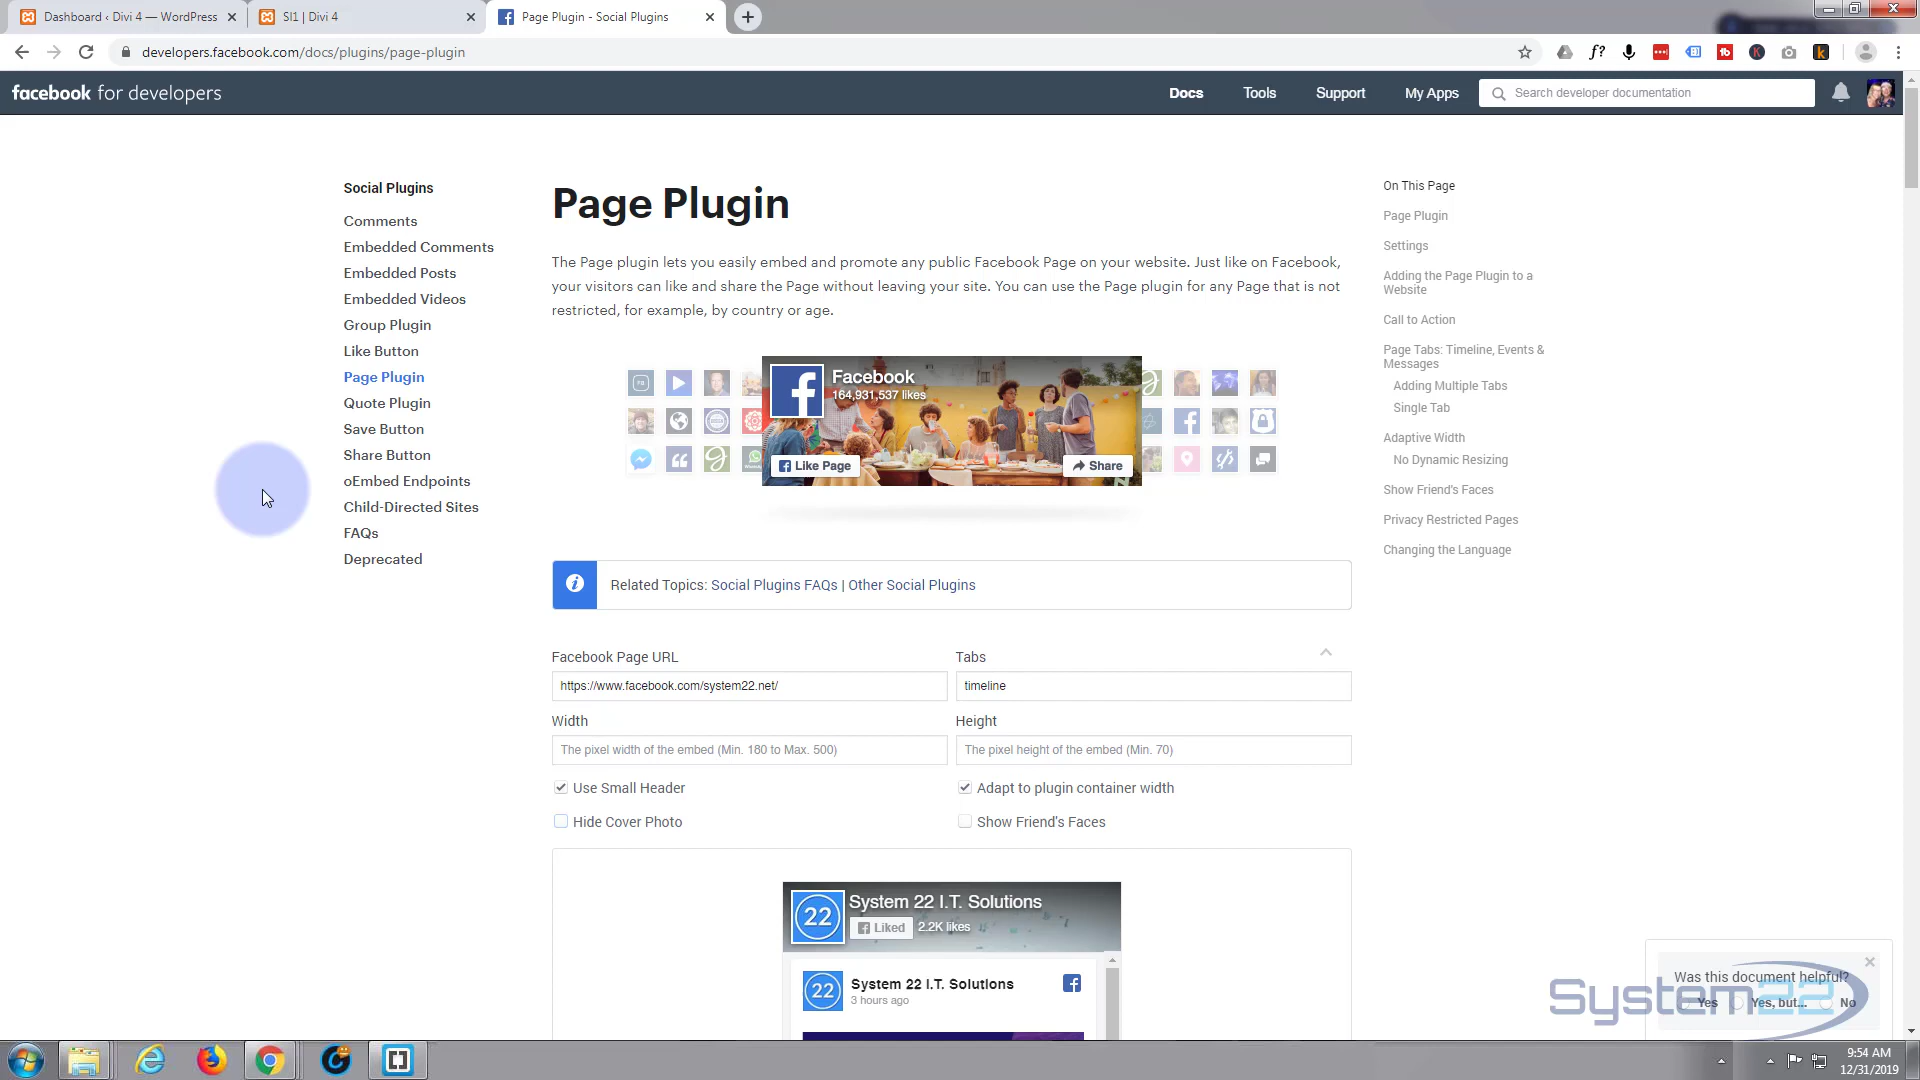 Dashboard ‹ Divi 4 — WordPress
Sl1 | Divi 4
Page Plugin - Social Plugins
developers.facebook.com/docs/plugins/page-plugin
facebook for developers
Docs
Tools
Support
My Apps
Search developer documentation
Social Plugins
Comments
Embedded Comments
Embedded Posts
Embedded Videos
Group Plugin
Like Button
Page Plugin
Quote Plugin
Save Button
Share Button
oEmbed Endpoints
Child-Directed Sites
FAQs
Deprecated
Page Plugin
The Page plugin lets you easily embed and promote any public Facebook Page on your website. Just like on Facebook,
your visitors can like and share the Page without leaving your site. You can use the Page plugin for any Page that is not
restricted, for example, by country or age.
Facebook
164,931,537 likes
Like Page
Share
Related Topics: Social Plugins FAQs | Other Social Plugins
Facebook Page URL
Tabs
https://www.facebook.com/system22.net/
timeline
Width
Height
The pixel width of the embed (Min. 180 to Max. 500)
The pixel height of the embed (Min. 70)
Use Small Header
Adapt to plugin container width
Hide Cover Photo
Show Friend's Faces
22
System 22 I.T. Solutions
Liked
2.2K likes
22
System 22 I.T. Solutions
3 hours ago
On This Page
Page Plugin
Settings
Adding the Page Plugin to a
Website
Call to Action
Page Tabs: Timeline, Events &
Messages
Adding Multiple Tabs
Single Tab
Adaptive Width
No Dynamic Resizing
Show Friend's Faces
Privacy Restricted Pages
Changing the Language
Was this document helpful?
Yes
Yes, but...
No
System22
9:54 AM
12/31/2019